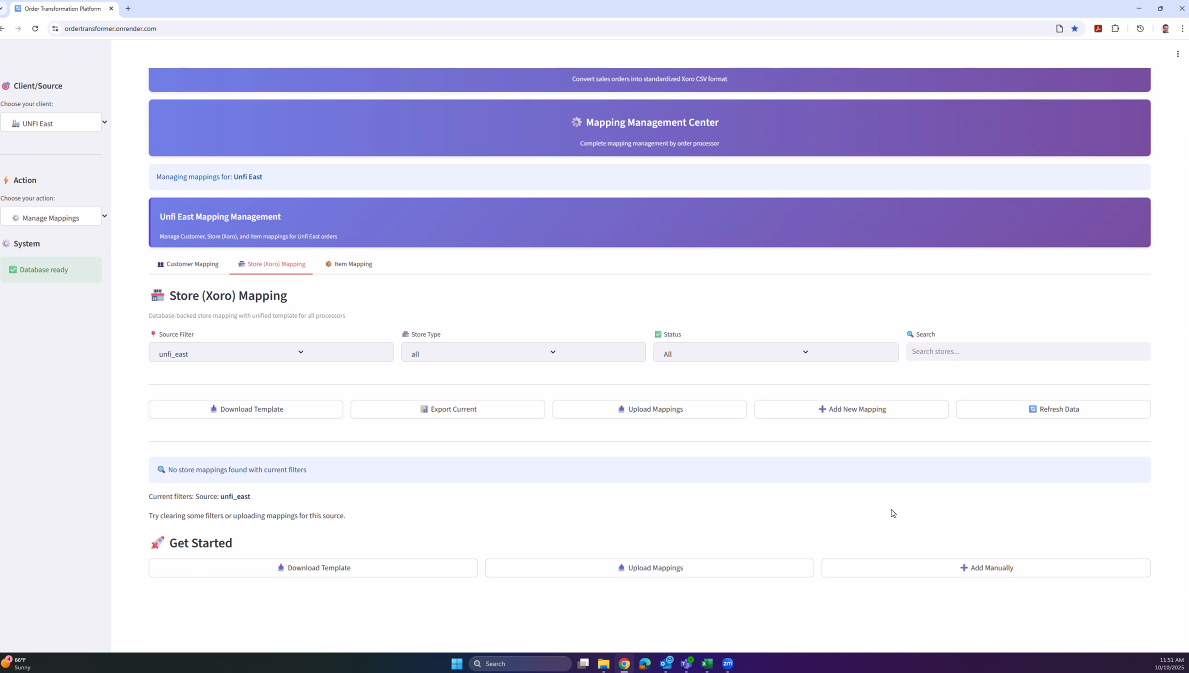 Order Transformation Platform
ordertransformer.onrender.com
Client/Source
Choose your client:
UNFI East
Action
Choose your action:
Manage Mappings
System
Database ready
Convert sales orders into standardized Xoro CSV format
Mapping Management Center
Complete mapping management by order processor
Managing mappings for: Unfi East
Unfi East Mapping Management
Manage Customer, Store (Xoro), and Item mappings for Unfi East orders
Customer Mapping Store (Xoro) Mapping Item Mapping
Store (Xoro) Mapping
Database-backed store mapping with unified template for all processors
Source Filter Store Type Status Search
unfi_east all All Search stores...
Download Template Export Current Upload Mappings Add New Mapping Refresh Data
No store mappings found with current filters
Current filters: Source: unfi_east
Try clearing some filters or uploading mappings for this source.
Get Started
Download Template Upload Mappings Add Manually
66°F
Sunny
Search
zm
11:51 AM
10/10/2025